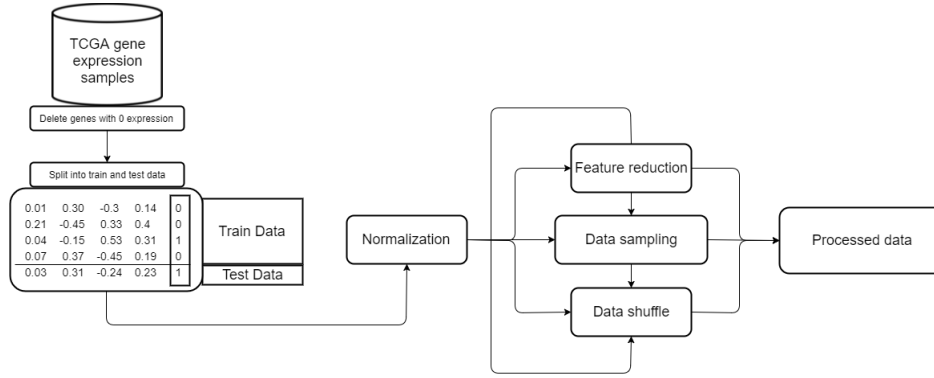 TCGA gene
expression
samples
Delete genes with 0 expression
Split into train and test data
0.01 0.30 -0.3 0.14 0
0.21 -0.45 0.33 0.4 0
0.04 -0.15 0.53 0.31 1
0.07 0.37 -0.45 0.19 0
0.03 0.31 -0.24 0.23 1
Train Data
Test Data
Normalization
Feature reduction
Data sampling
Data shuffle
Processed data